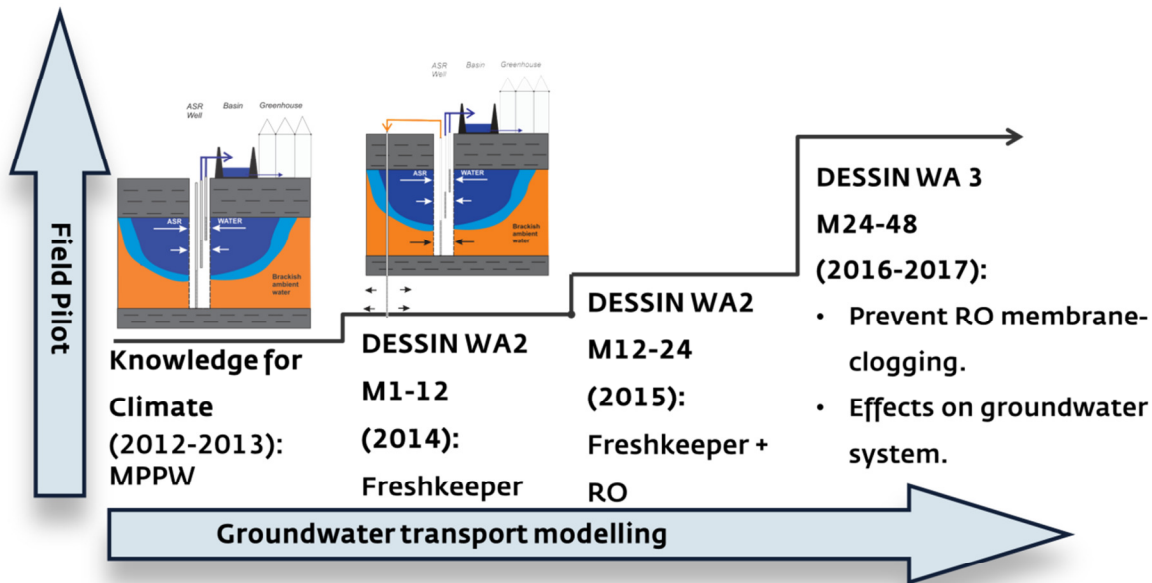 Field Pilot
ASR
Well
Basin
Greenhouse
ASR
WATER
Brackish
ambient
water
ASR
Well
Basin
Greenhouse
ASR
WATER
Brackish
ambient
water
Knowledge for
Climate
(2012-2013):
MPPW
DESSIN WA2
M1-12
(2014):
Freshkeeper
DESSIN WA2
M12-24
(2015):
Freshkeeper +
RO
DESSIN WA 3
M24-48
(2016-2017):
• Prevent RO membrane-
clogging.
• Effects on groundwater
system.
Groundwater transport modelling